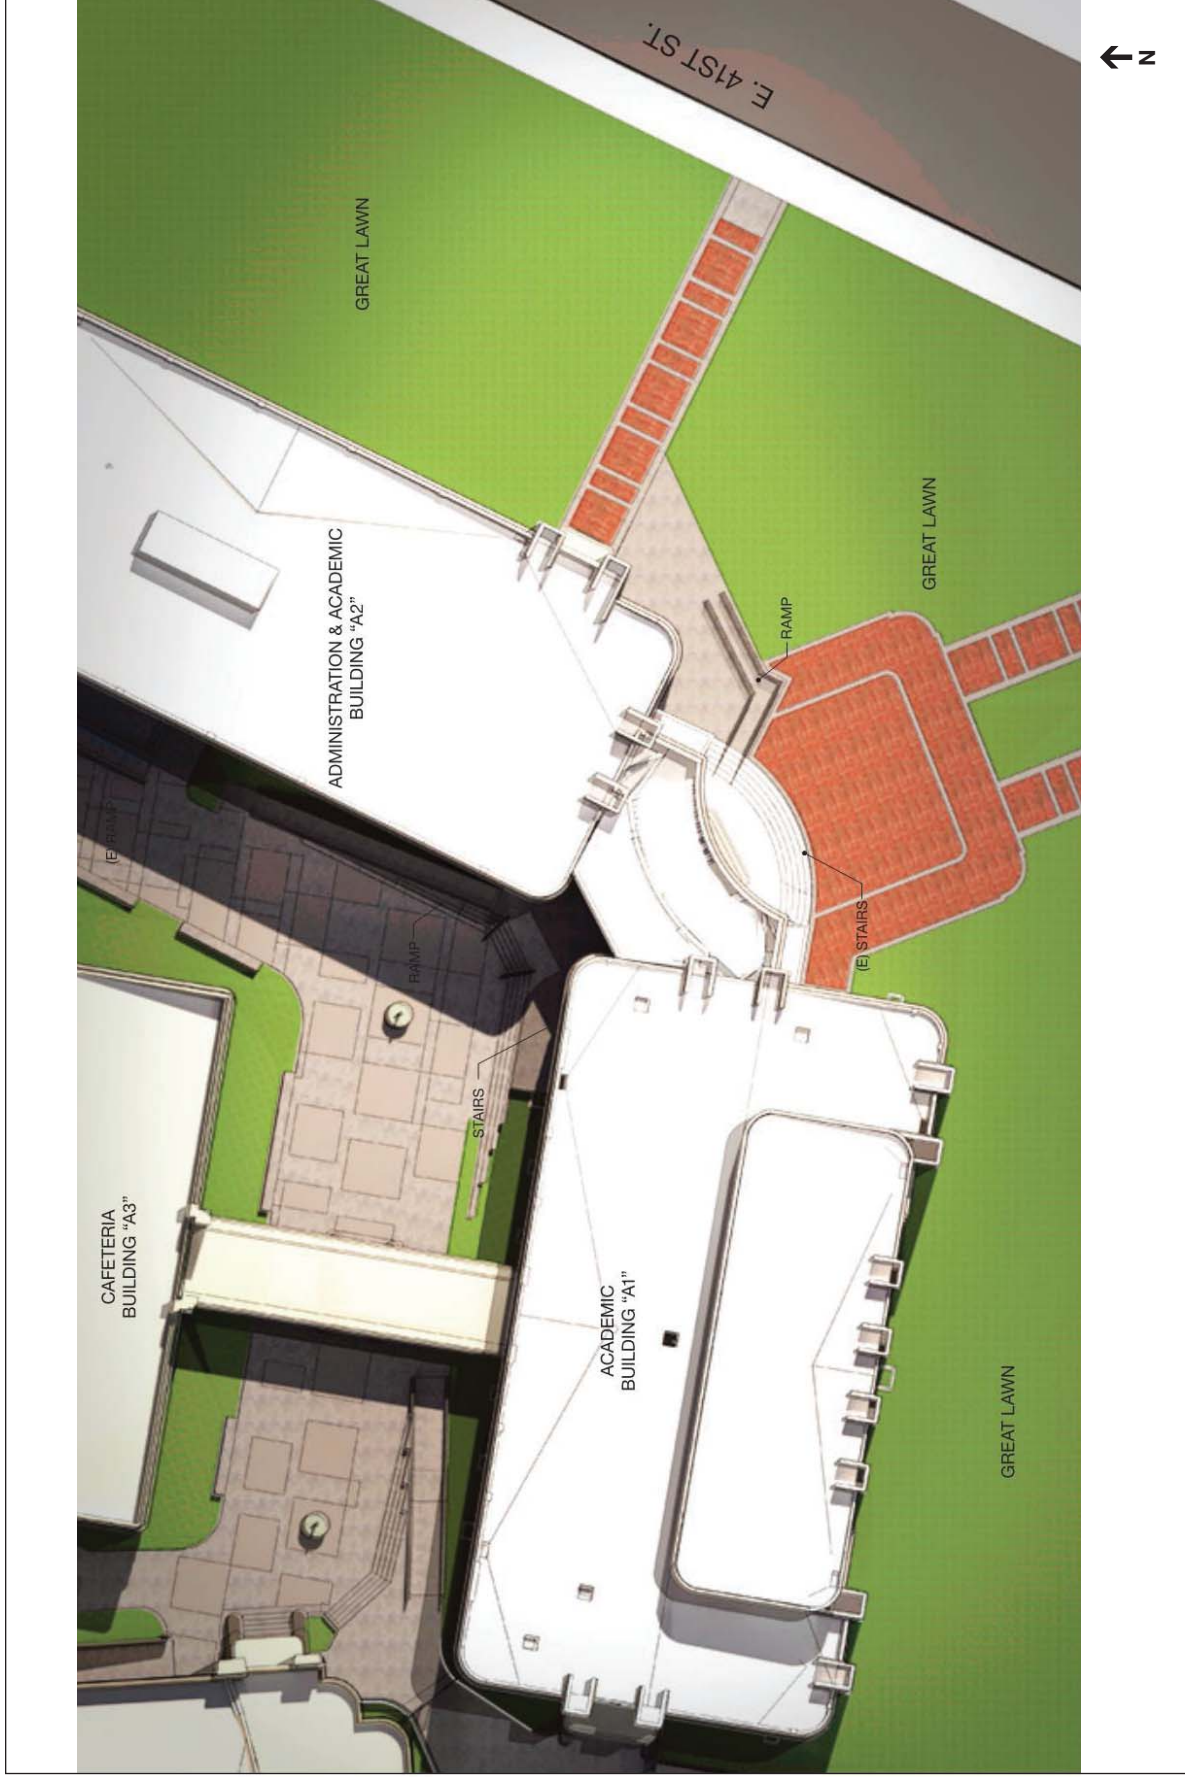 N
E. 41ST ST.
GREAT LAWN
ADMINISTRATION & ACADEMIC
BUILDING “A2”
GREAT LAWN
RAMP
(E) RAMP
RAMP
(E) STAIRS
STAIRS
CAFETERIA
BUILDING “A3”
ACADEMIC
BUILDING “A1”
GREAT LAWN